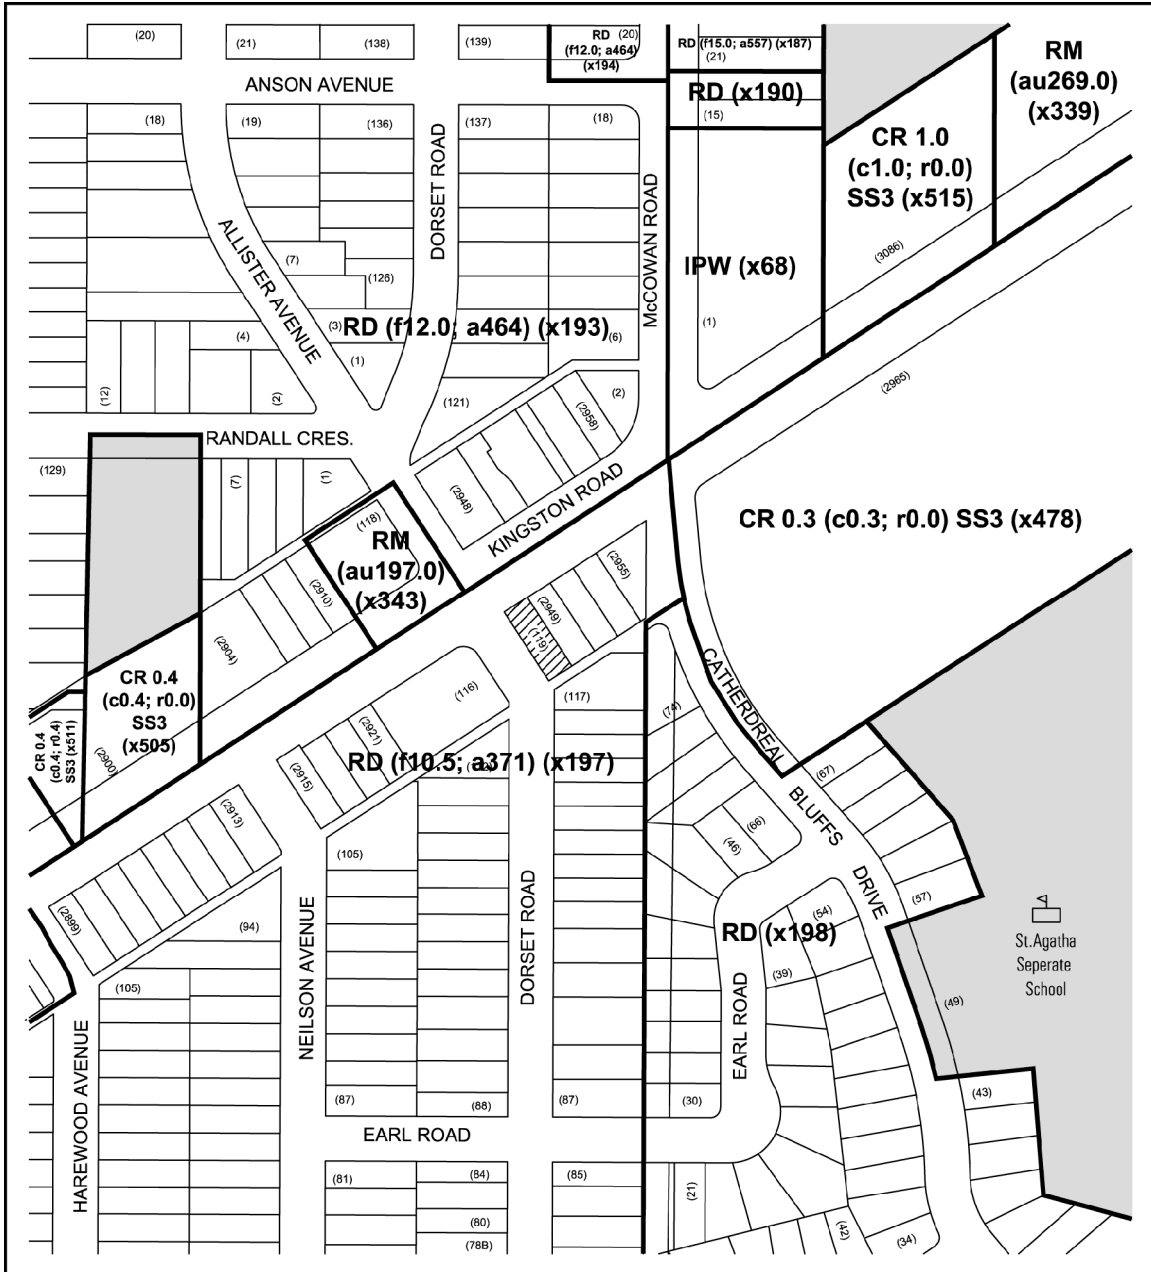 (20)
(21)
(138)
(139)
RD (20)
(f12.0; a464)
(x194)
RD (f15.0; a557) (x187)
(21)
RM
(au269.0)
(x339)
ANSON AVENUE
RD (x190)
(15)
(18)
(19)
(136)
(137)
(18)
CR 1.0
(c1.0; r0.0)
SS3 (x515)
DORSET ROAD
McCOWAN ROAD
ALLISTER AVENUE
(7)
(126)
IPW (x68)
(3086)
(3)
RD (f12.0; a464) (x193)
(6)
(1)
(4)
(1)
(12)
(2)
(121)
(2958)
(2)
(2965)
RANDALL CRES.
(129)
(7)
(1)
(2948)
KINGSTON ROAD
CR 0.3 (c0.3; r0.0) SS3 (x478)
(118)
RM
(au197.0)
(x343)
(2910)
(2904)
(2955)
(2949)
(119)
CR 0.4
(c0.4; r0.0)
SS3
(x505)
CR 0.4
(c0.4; r0.4)
SS3 (x511)
(2900)
(116)
(117)
(74)
CATHERDREAL
BLUFFS
DRIVE
(2921)
(2915)
RD (f10.5; a371) (x197)
(67)
(2913)
(66)
(46)
(105)
(57)
(54)
(2899)
(94)
NEILSON AVENUE
DORSET ROAD
RD (x198)
(39)
St.Agatha
Seperate
School
(49)
(105)
EARL ROAD
HAREWOOD AVENUE
(87)
(88)
(87)
(30)
(43)
EARL ROAD
(81)
(84)
(85)
(21)
(80)
(78B)
(42)
(34)